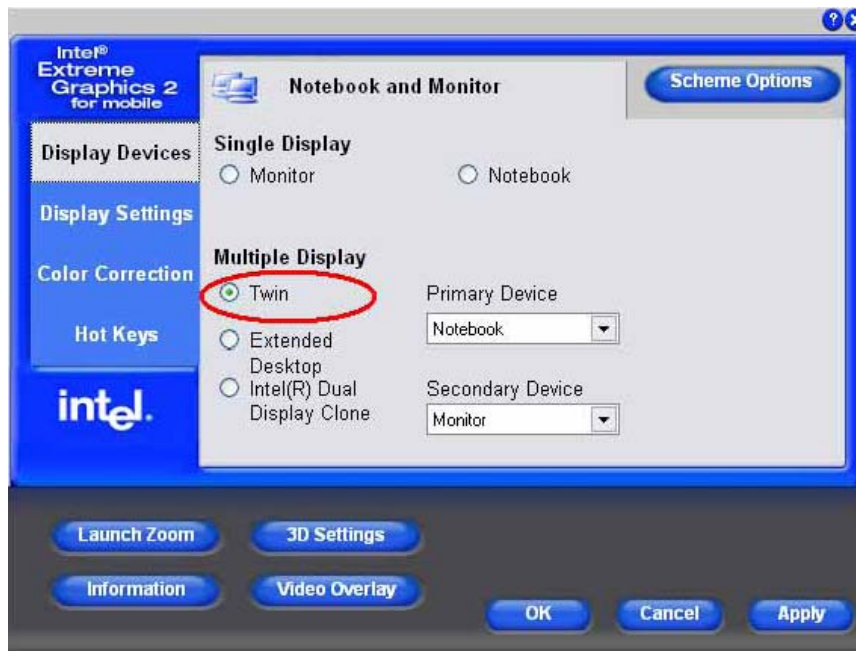 ?
Intel®
Extreme
Graphics 2
for mobile
Notebook and Monitor
Scheme Options
Display Devices
Display Settings
Color Correction
Hot Keys
intel.
Single Display
Monitor
Notebook
Multiple Display
Twin
Primary Device
Notebook
Extended
Desktop
Intel(R) Dual
Display Clone
Secondary Device
Monitor
Launch Zoom
3D Settings
Information
Video Overlay
OK
Cancel
Apply